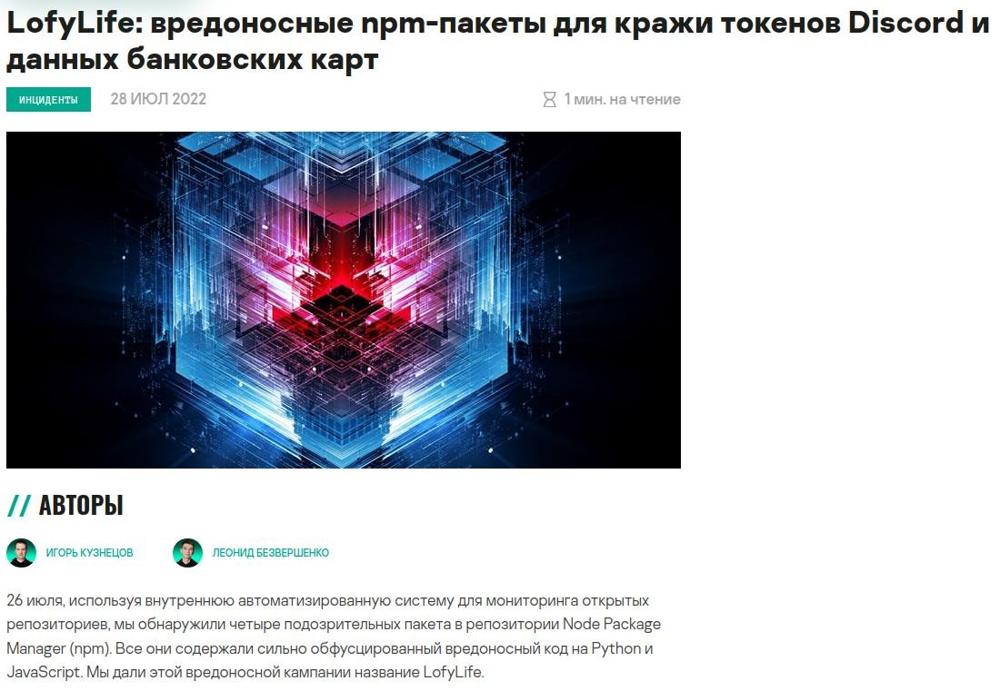 LofyLife: вредоносные npm-пакеты для кражи токенов Discord и
данных банковских карт
ИНЦИДЕНТЫ
28 ИЮЛ 2022
1 мин. на чтение
// АВТОРЫ
ИГОРЬ КУЗНЕЦОВ
ЛЕОНИД БЕЗВЕРШЕНКО
26 июля, используя внутреннюю автоматизированную систему для мониторинга открытых
репозиториев, мы обнаружили четыре подозрительных пакета в репозитории Node Package
Manager (npm). Все они содержали сильно обфусцированный вредоносный код на Python и
JavaScript. Мы дали этой вредоносной кампании название LofyLife.